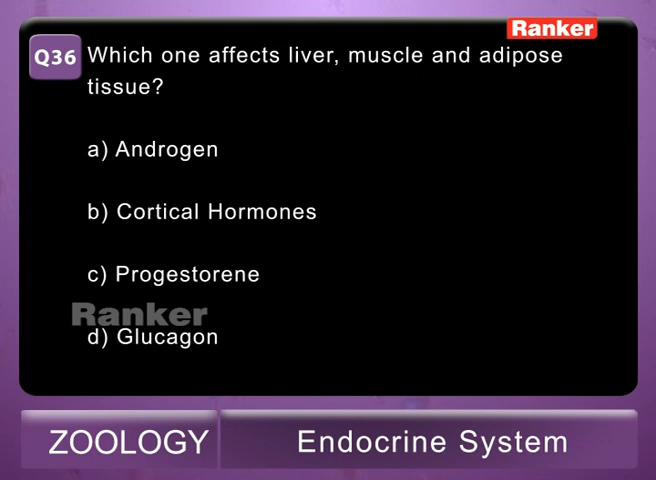 Ranker
Q36 Which one affects liver, muscle and adipose
tissue?
a) Androgen
b) Cortical Hormones
c) Progestorene
Ranker
d) Glucagon
ZOOLOGY Endocrine System